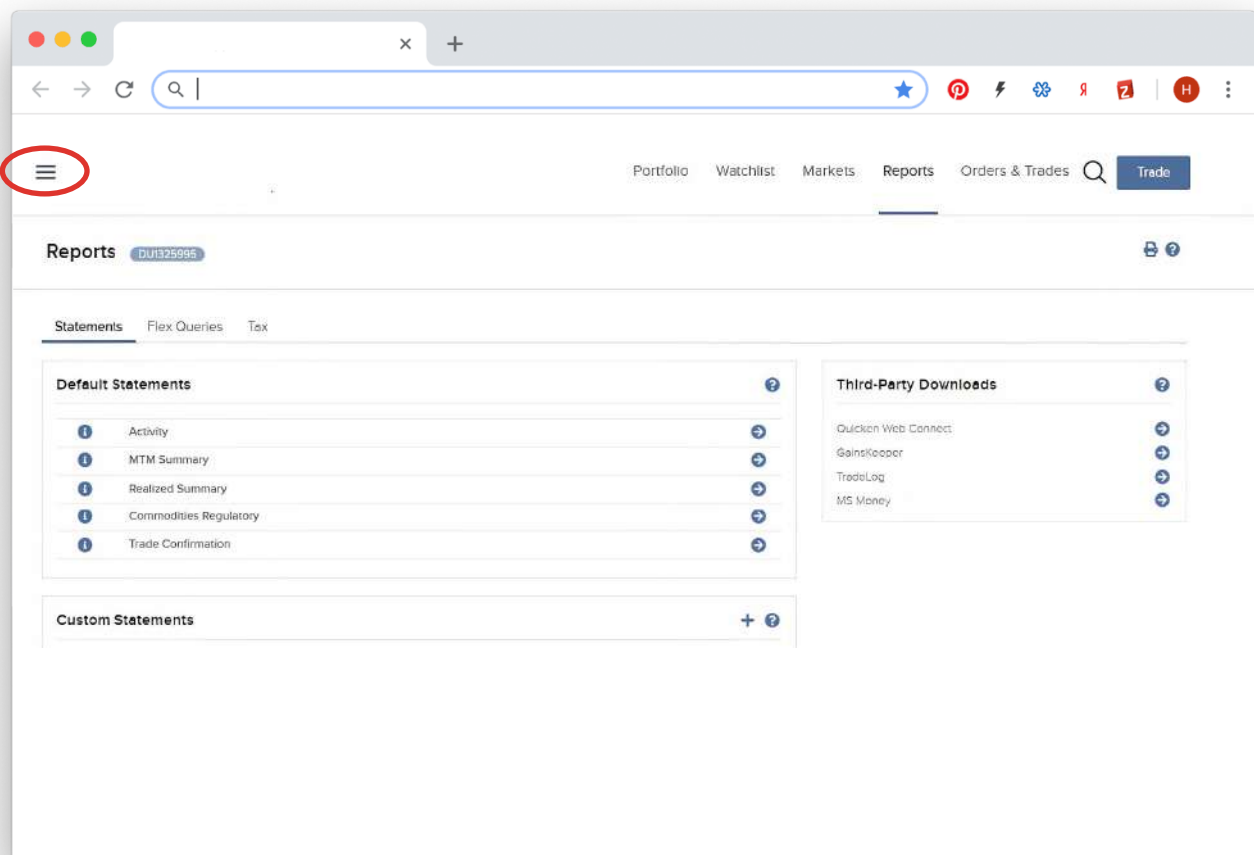 Я
Z
H
Portfolio Watchlist Markets Reports Orders & Trades Trade
Reports DU1325995
Statements Flex Queries Tax
Default Statements
Activity
MTM Summary
Realized Summary
Commodities Regulatory
Trade Confirmation
Third-Party Downloads
Quicken Web Connect
GainsKeeper
TradeLog
MS Money
Custom Statements